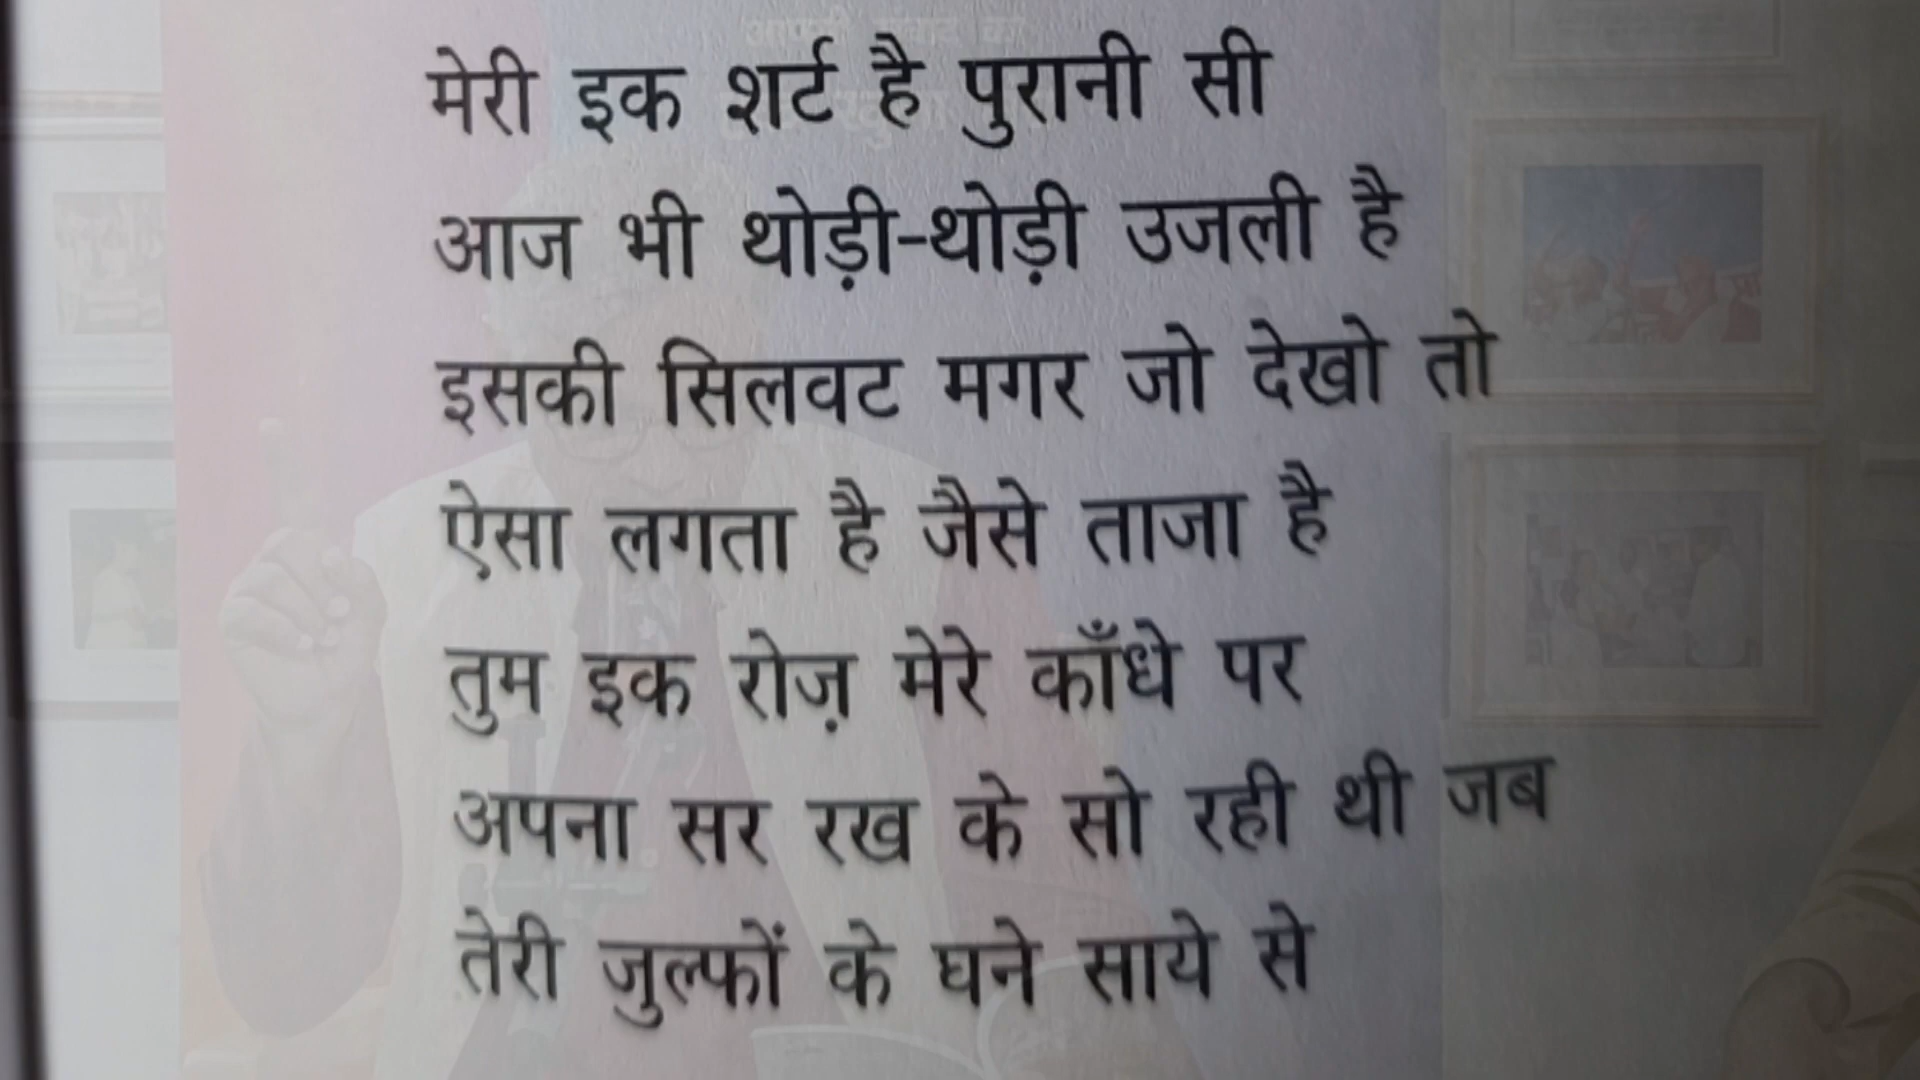 मेरी इक शर्ट है पुरानी सी
आज भी थोड़ी-थोड़ी उजली है
इसकी सिलवट मगर जो देखो तो
ऐसा लगता है जैसे ताजा है
तुम इक रोज़ मेरे काँधे पर
अपना सर रख के सो रही थी जब
तेरी जुल्फों के घने साये से